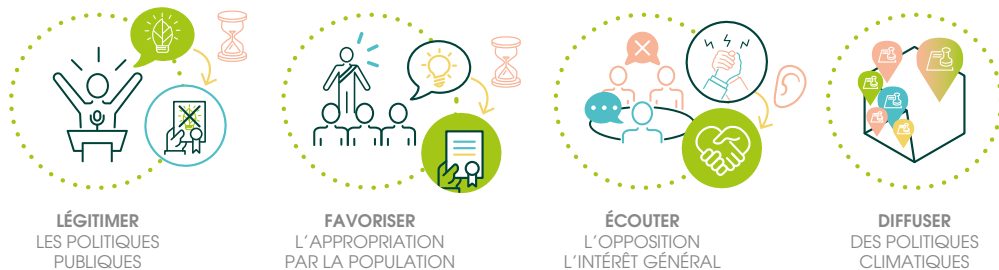 LÉGITIMER
LES POLITIQUES
PUBLIQUES
FAVORISER
L'APPROPRIATION
PAR LA POPULATION
ÉCOUTER
L'OPPOSITION
L'INTÉRÊT GÉNÉRAL
DIFFUSER
DES POLITIQUES
CLIMATIQUES